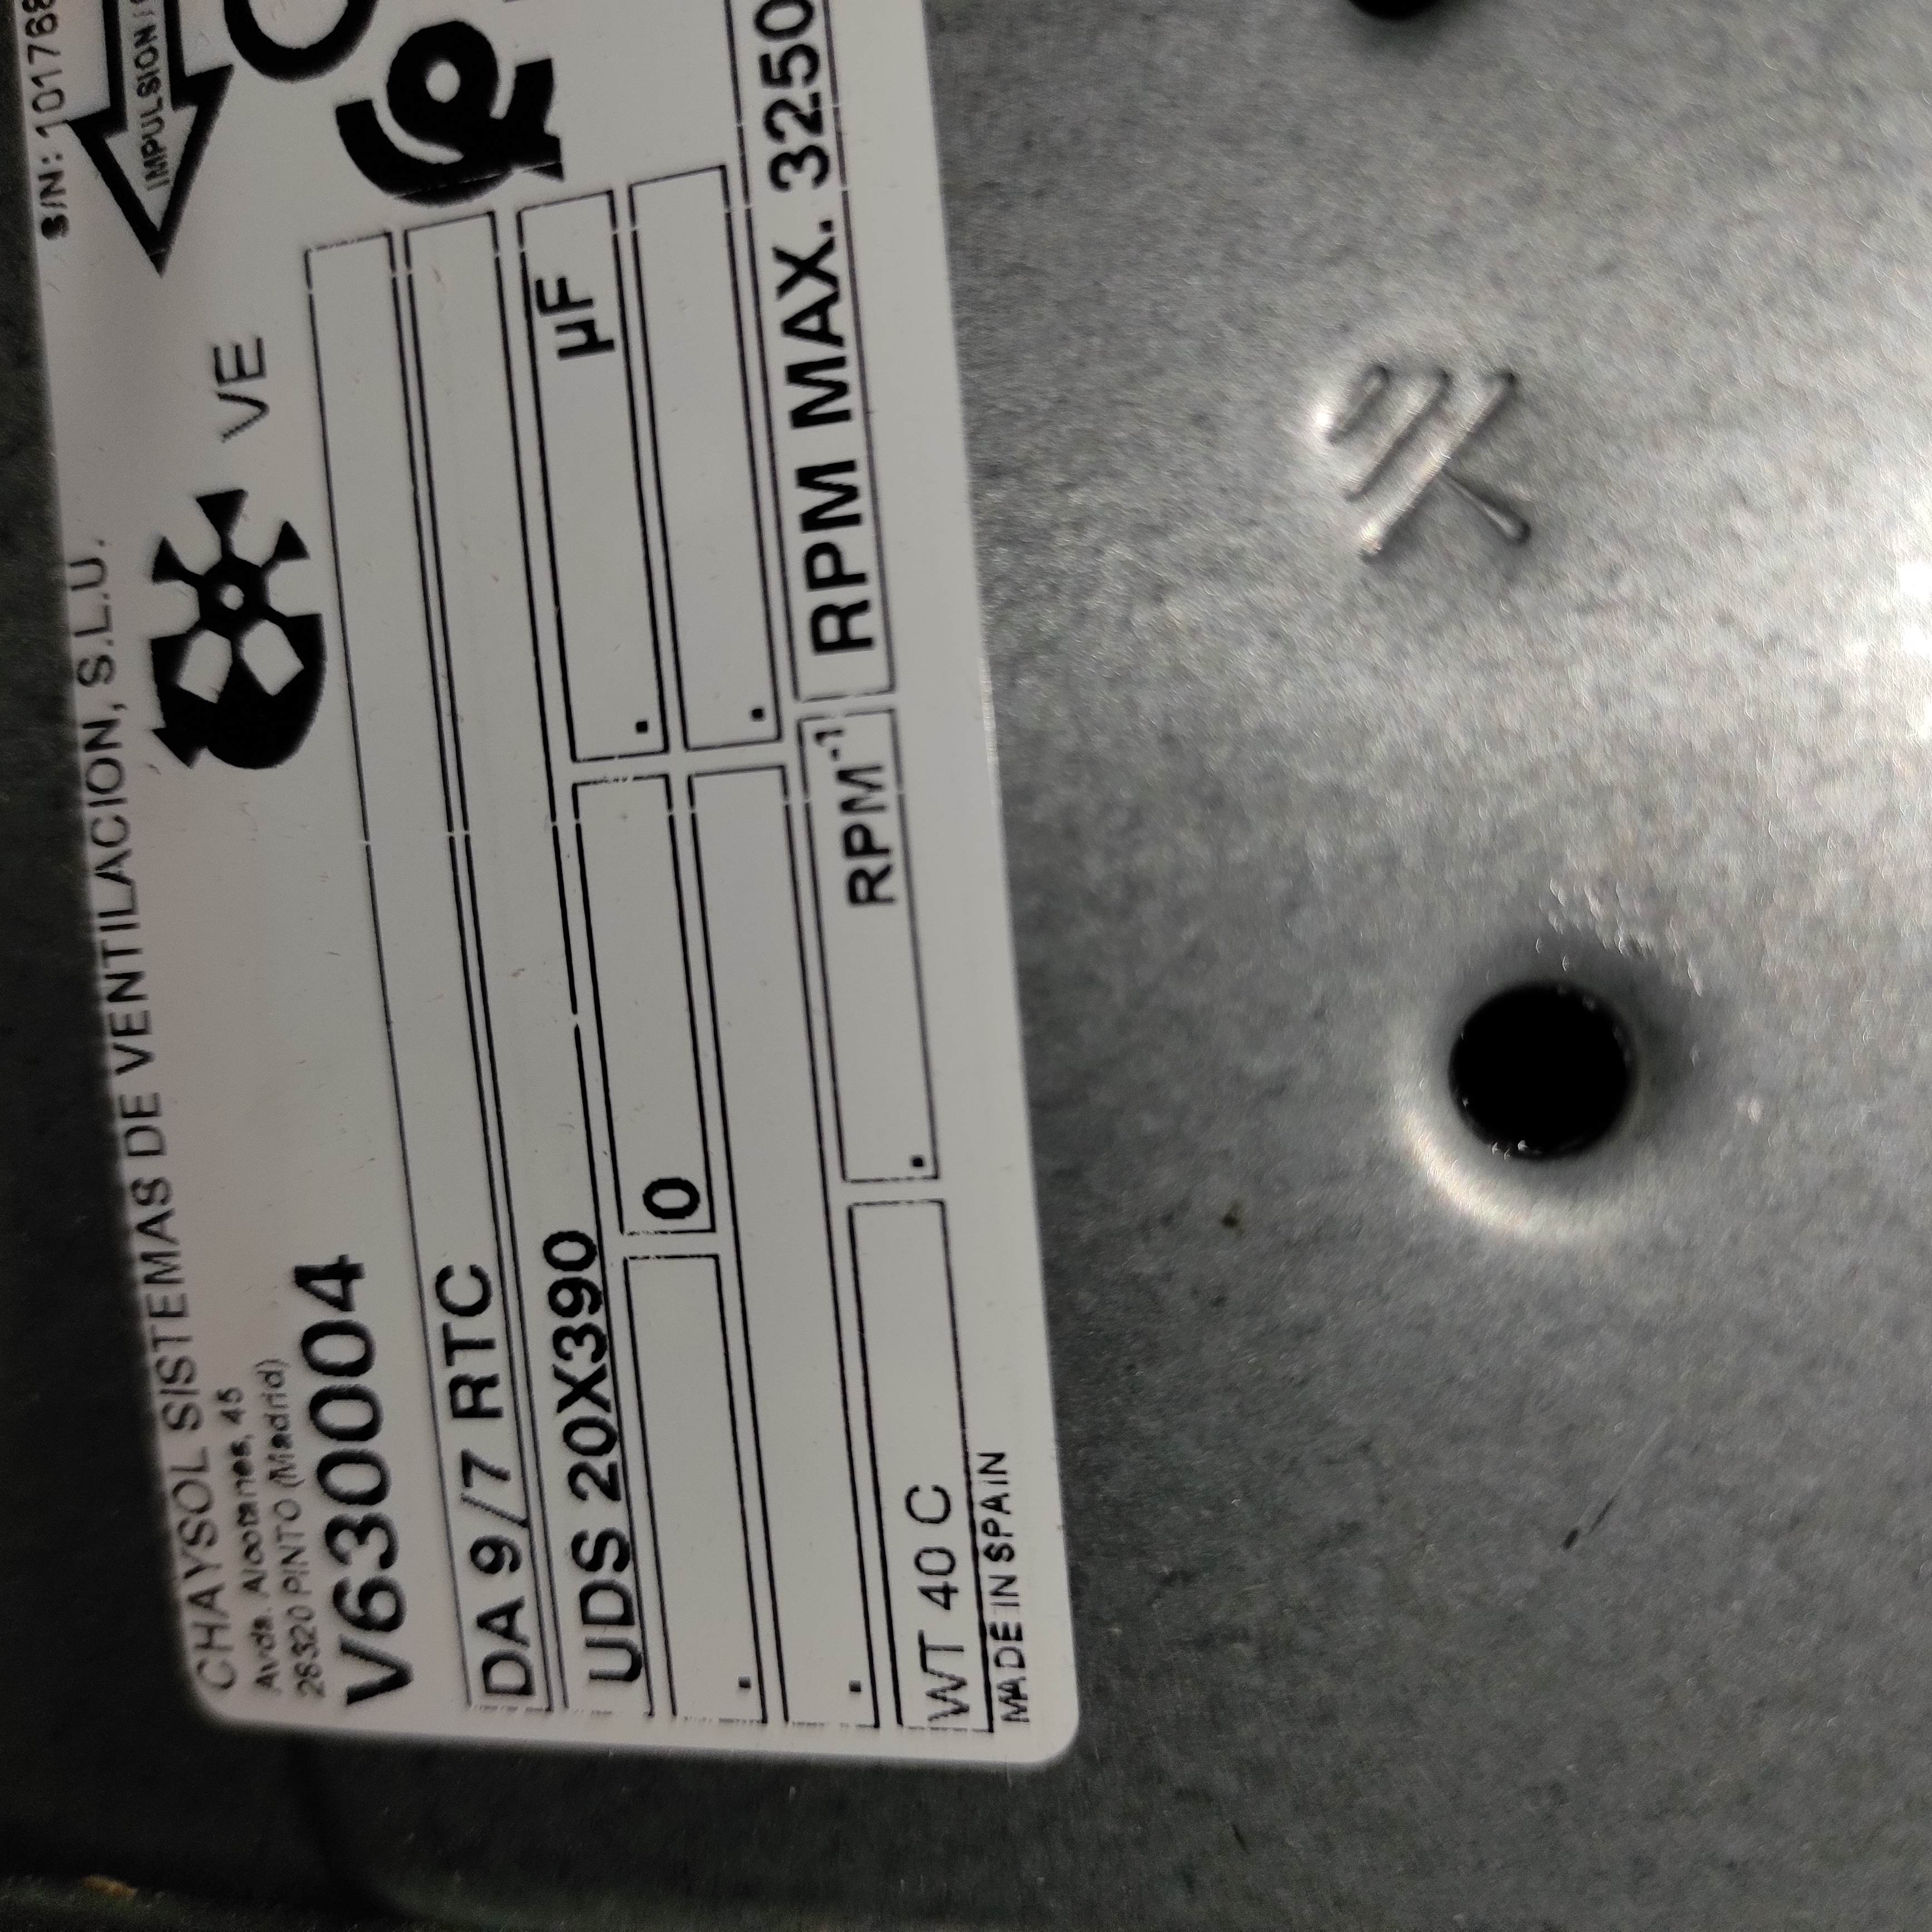 S/N: 101768
IMPULSION
CHAYSOL SISTEMAS DE VENTILACION, S.L.U.
Avda. Alcotanes, 45
28320 PINTO (Madrid)
VE
V630004
DA 9/7 RTC
UDS 20X390
. 0 . µF
. .
WT 40 C . RPM⁻¹ RPM MAX. 3250
MADE IN SPAIN